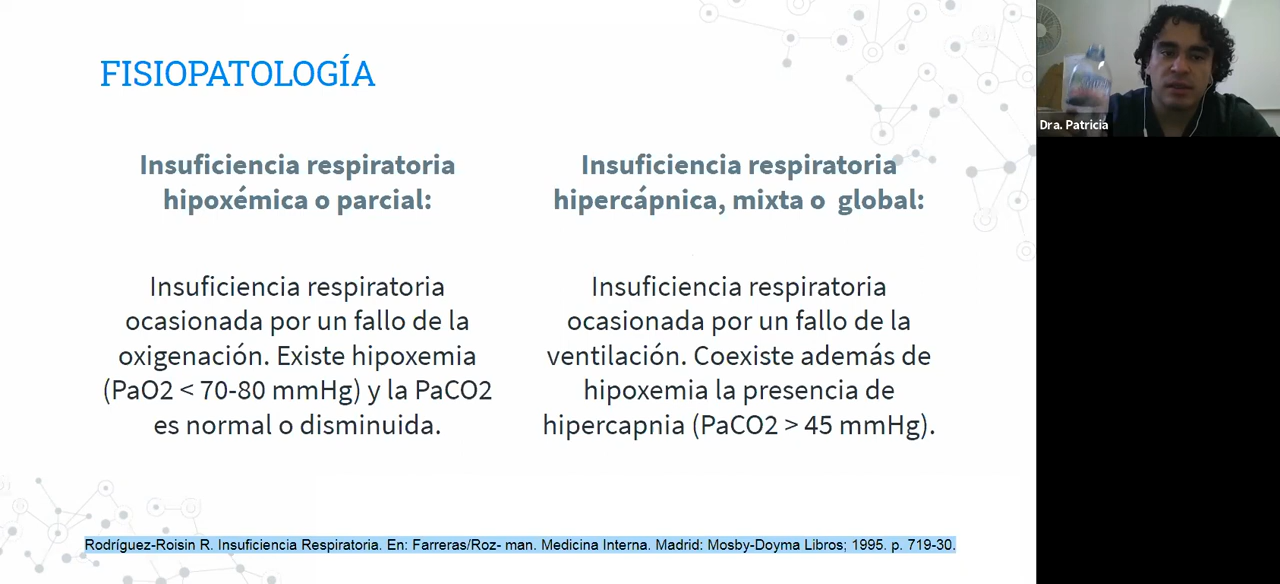 FISIOPATOLOGÍA
Insuficiencia respiratoria
hipoxémica o parcial:
Insuficiencia respiratoria
ocasionada por un fallo de la
oxigenación. Existe hipoxemia
(PaO2 < 70-80 mmHg) y la PaCO2
es normal o disminuida.
Insuficiencia respiratoria
hipercápnica, mixta o  global:
Insuficiencia respiratoria
ocasionada por un fallo de la
ventilación. Coexiste además de
hipoxemia la presencia de
hipercapnia (PaCO2 > 45 mmHg).
Rodríguez-Roisin R. Insuficiencia Respiratoria. En: Farreras/Roz- man. Medicina Interna. Madrid: Mosby-Doyma Libros; 1995. p. 719-30.
Dra. Patricia